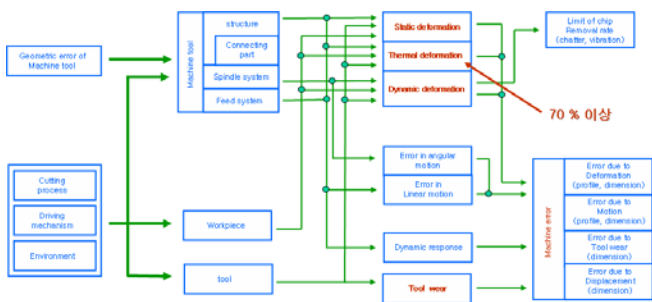 Geometric error of
Machine tool
Cutting
process
Driving
mechanism
Environment
Machine tool
structure
Connecting
part
Spindle system
Feed system
Workpiece
tool
Static deformation
Thermal deformation
Dynamic deformation
Error in angular
motion
Error in
Linear motion
Dynamic response
Tool wear
Limit of chip
Removal rate
(chatter, vibration)
70 % 이상
Machine error
Error due to
Deformation
(profile, dimension)
Error due to
Motion
(profile, dimension)
Error due to
Tool wear
(dimension)
Error due to
Displacement
(dimension)